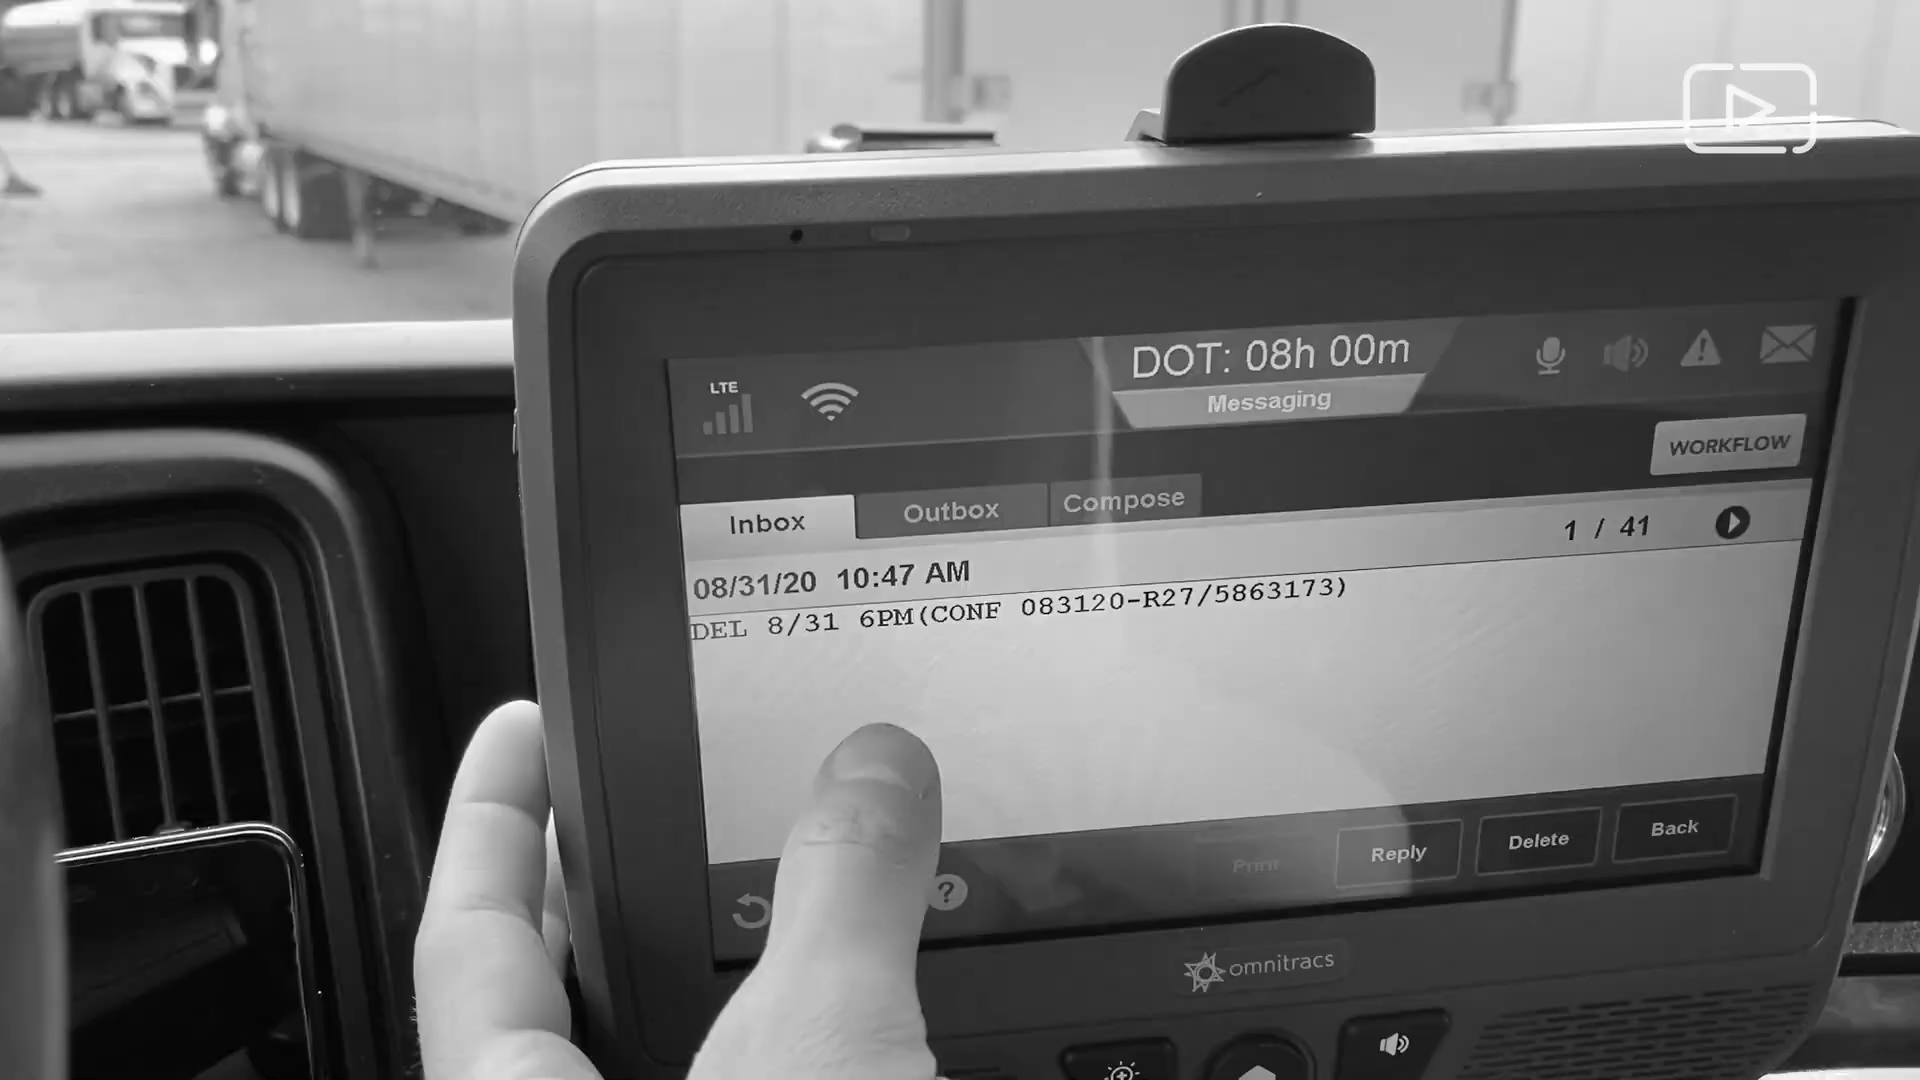 LTE
DOT: 08h 00m
Messaging
WORKFLOW
Inbox
Outbox
Compose
1 / 41
08/31/20 10:47 AM
DEL 8/31 6PM(CONF 083120-R27/5863173)
?
Print
Reply
Delete
Back
omnitracs